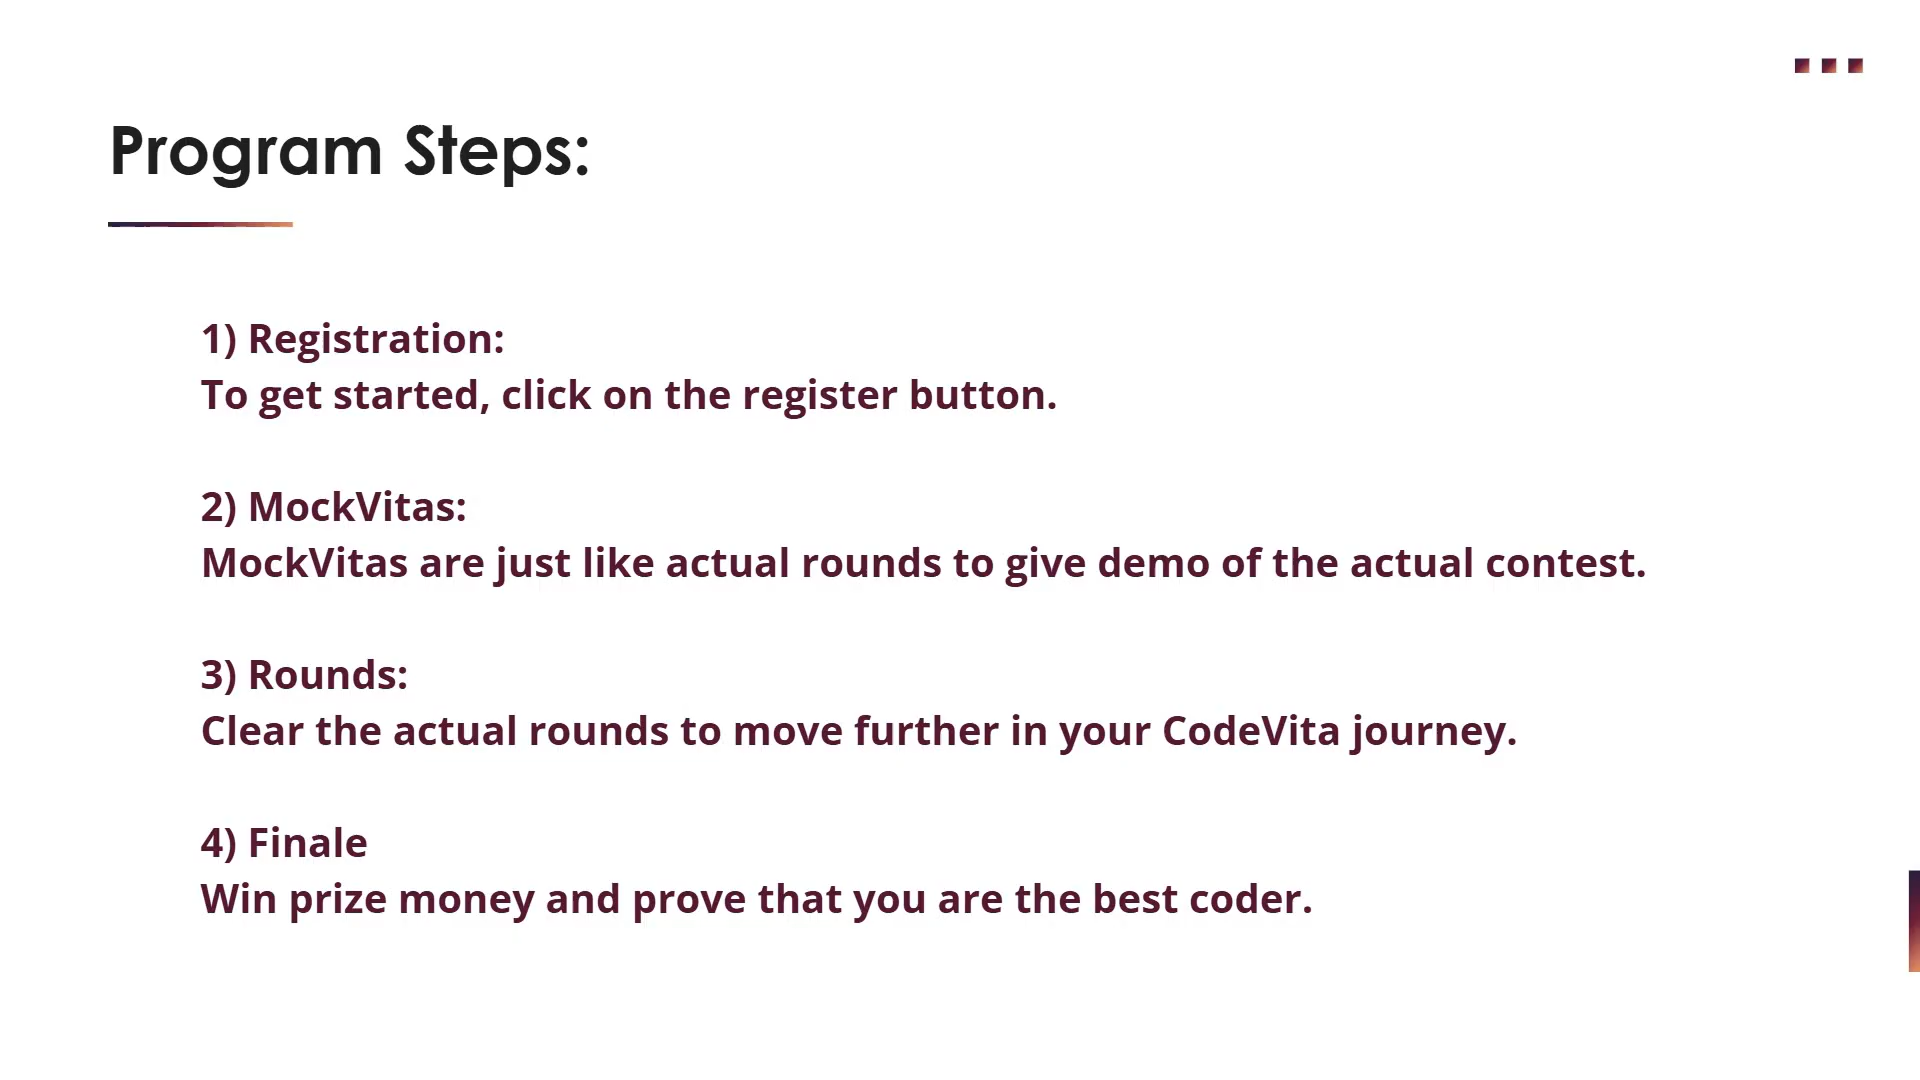 Program Steps:
1) Registration:
To get started, click on the register button.
2) MockVitas:
MockVitas are just like actual rounds to give demo of the actual contest.
3) Rounds:
Clear the actual rounds to move further in your CodeVita journey.
4) Finale
Win prize money and prove that you are the best coder.